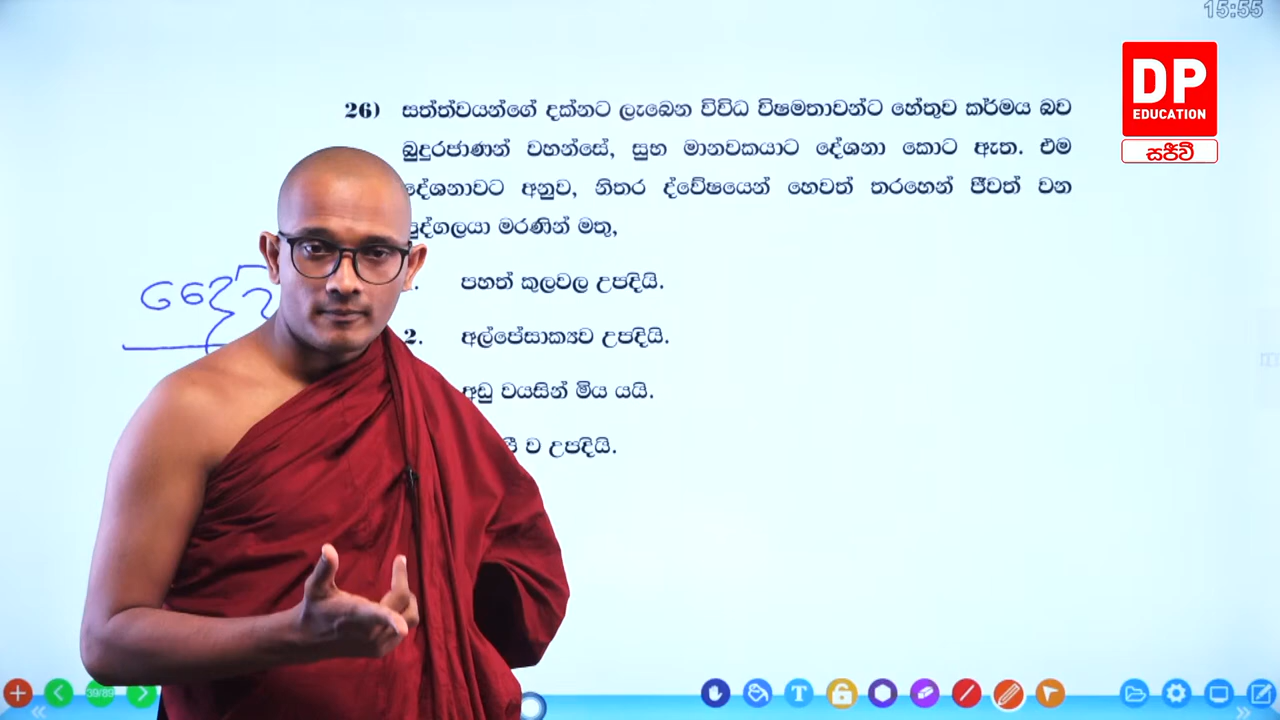 15:55
DP
EDUCATION
සජීවී
26) සත්ත්වයන්ගේ දක්නට ලැබෙන විවිධ විෂමතාවන්ට හේතුව කර්මය බව
බුදුරජාණන් වහන්සේ, සුභ මානවකයාට දේශනා කොට ඇත. එම
දේශනාවට අනුව, නිතර ද්වේෂයෙන් හෙවත් තරහෙන් ජීවත් වන
පුද්ගලයා මරණින් මතු,
පහත් කුලවල උපදියි.
2. අල්පේසාක්‍යව උපදියි.
අඩු වයසින් මිය යයි.
ව උපදියි.
39/89